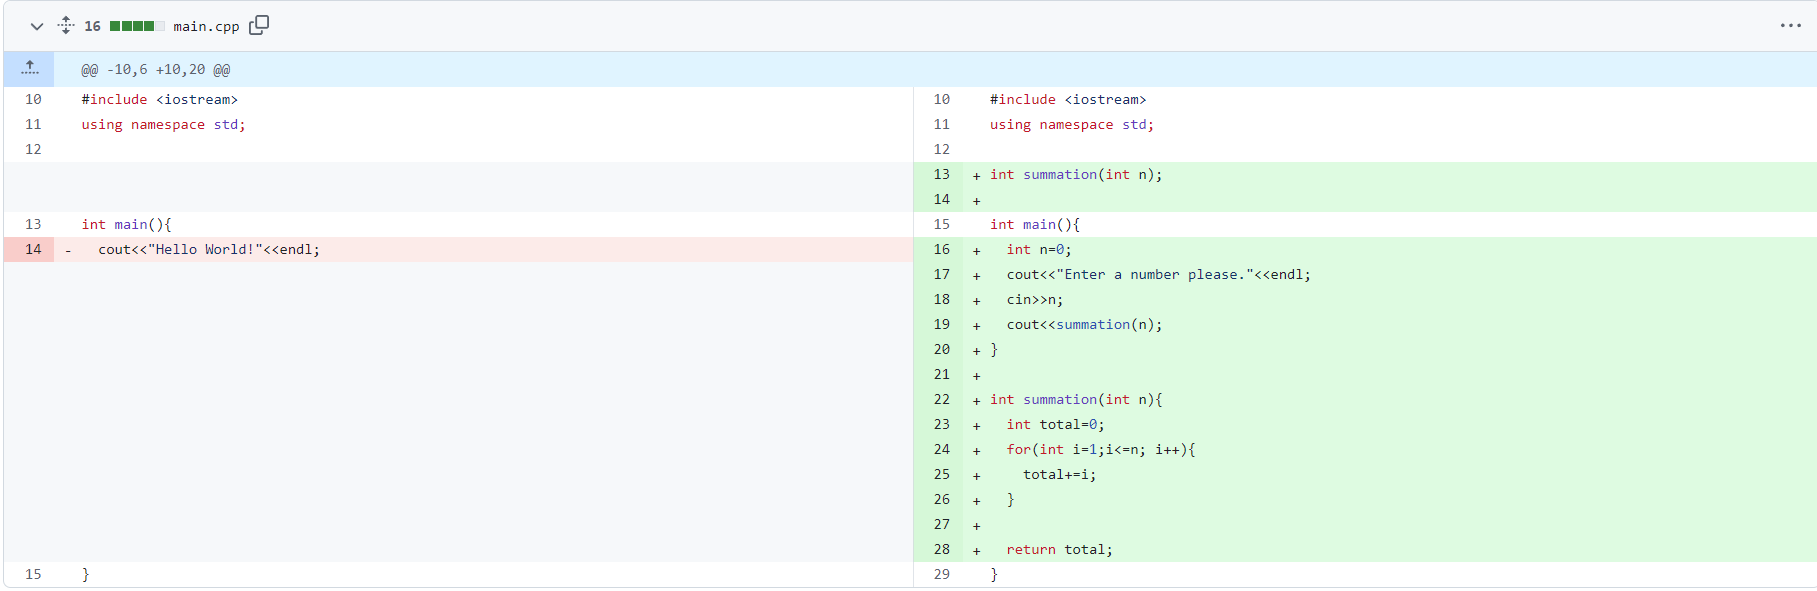 16 main.cpp
@@ -10,6 +10,20 @@
10 #include <iostream>
11 using namespace std;
12
13 int main(){
14 - cout<<"Hello World!"<<endl;
15 }
10 #include <iostream>
11 using namespace std;
12
13 + int summation(int n);
14 +
15 int main(){
16 + int n=0;
17 + cout<<"Enter a number please."<<endl;
18 + cin>>n;
19 + cout<<summation(n);
20 + }
21 +
22 + int summation(int n){
23 + int total=0;
24 + for(int i=1;i<=n; i++){
25 + total+=i;
26 + }
27 +
28 + return total;
29 }